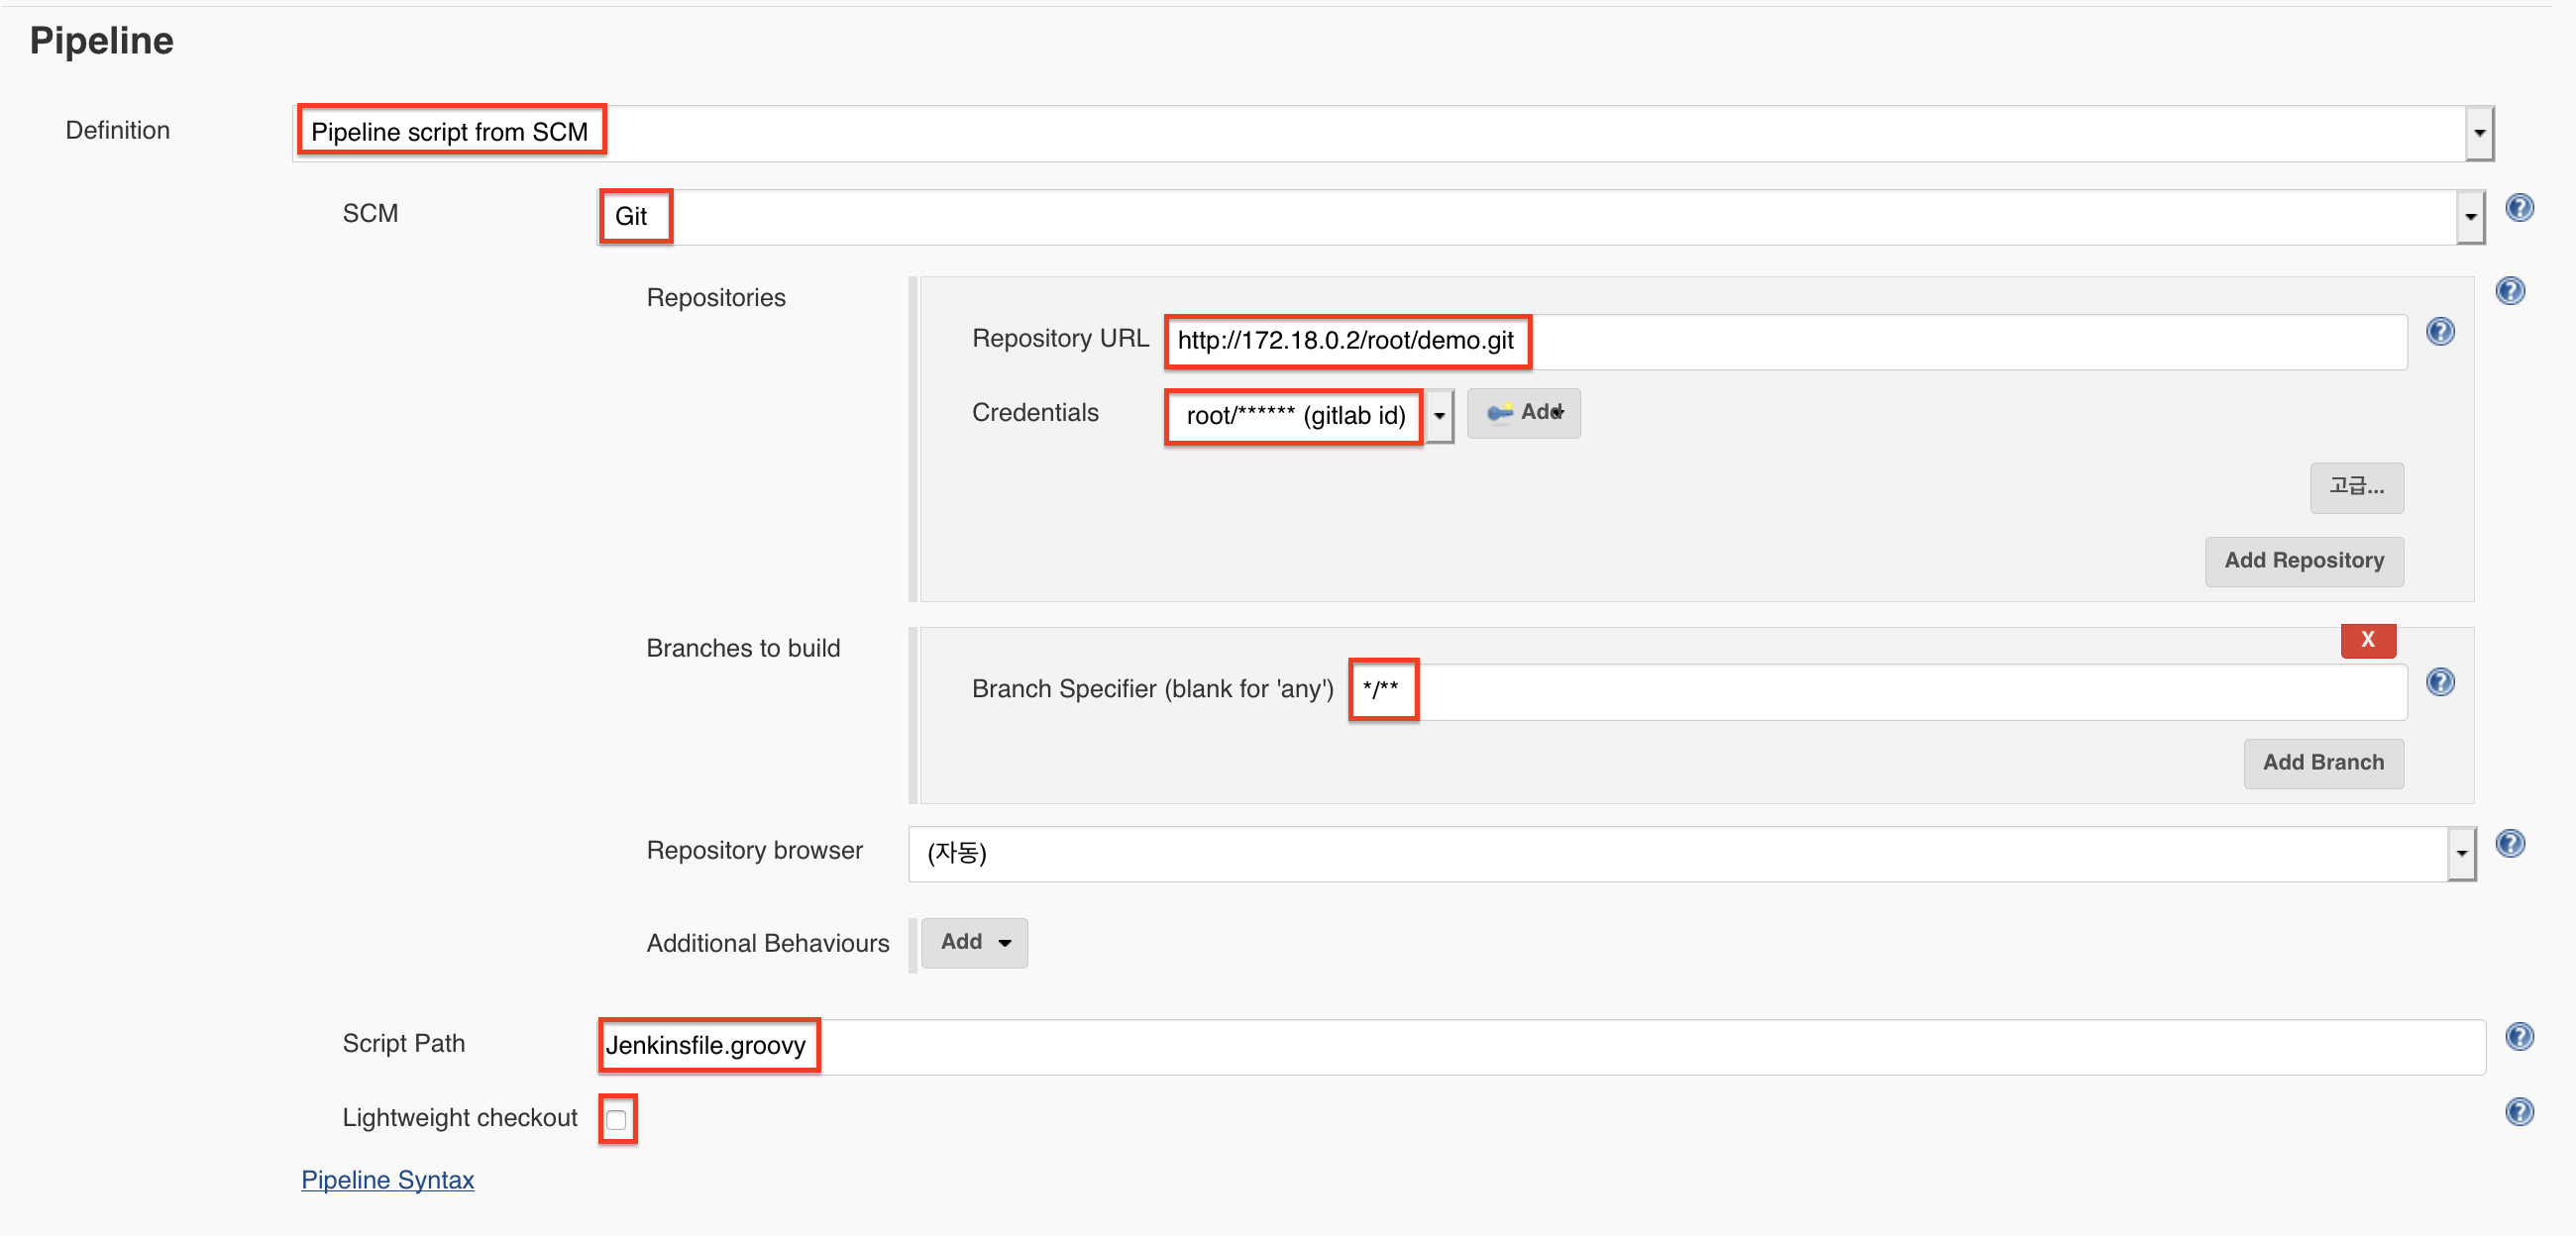 Pipeline
Definition
Pipeline script from SCM
SCM
Git
Repositories
Repository URL
http://172.18.0.2/root/demo.git
Credentials
root/****** (gitlab id)
Add
고급...
Add Repository
Branches to build
X
Branch Specifier (blank for 'any')
*/**
Add Branch
Repository browser
(자동)
Additional Behaviours
Add
Script Path
Jenkinsfile.groovy
Lightweight checkout
Pipeline Syntax